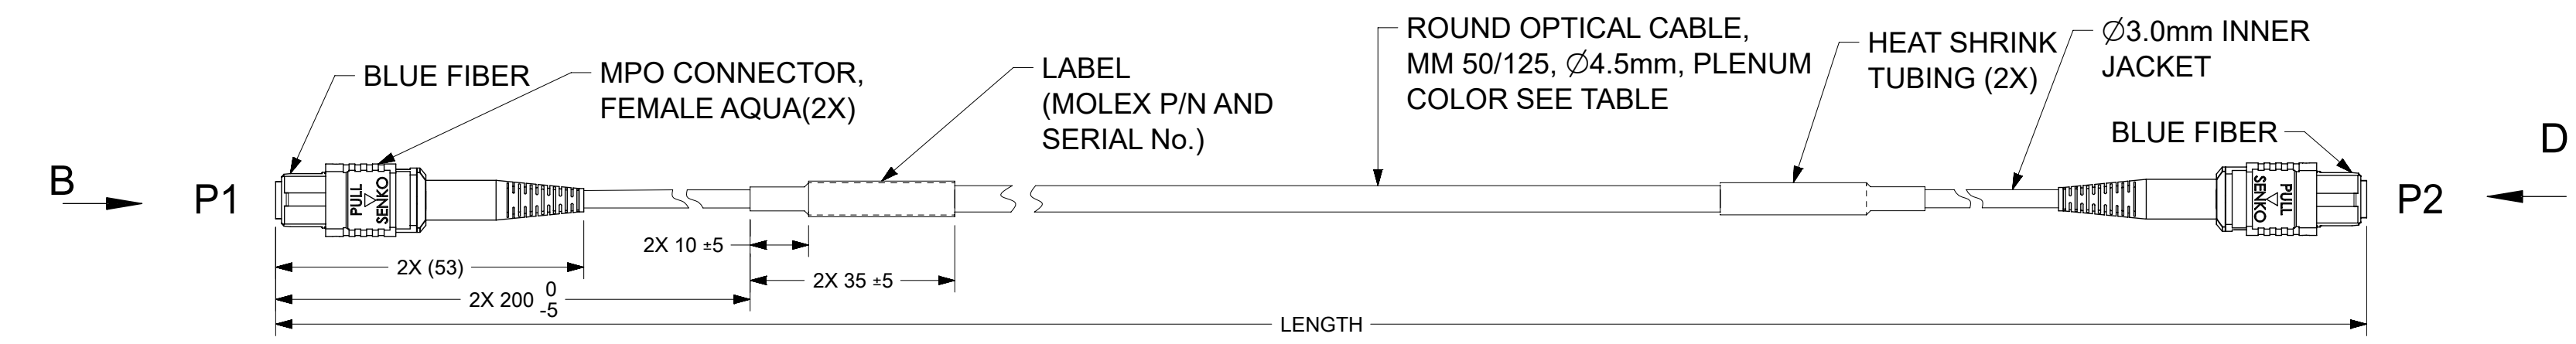 BLUE FIBER
MPO CONNECTOR,
FEMALE AQUA(2X)
LABEL
(MOLEX P/N AND
SERIAL No.)
ROUND OPTICAL CABLE,
MM 50/125, ∅4.5mm, PLENUM
COLOR SEE TABLE
HEAT SHRINK
TUBING (2X)
∅3.0mm INNER
JACKET
BLUE FIBER
B
P1
PULL
SENKO
PULL
SENKO
P2
D
2X 10 ±5
2X (53)
2X 35 ±5
2X 200 0
-5
LENGTH